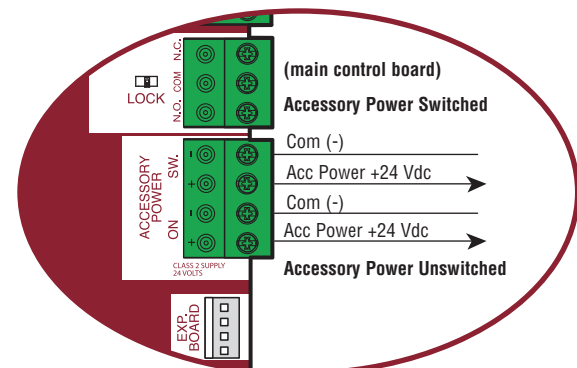 N.C.
COM
N.O.
LOCK
(main control board)
Accessory Power Switched
ACCESSORY
POWER
SW.
-
+
ON
-
+
Com (-)
Acc Power +24 Vdc
Com (-)
Acc Power +24 Vdc
CLASS 2 SUPPLY
24 VOLTS
Accessory Power Unswitched
EXP.
BOARD